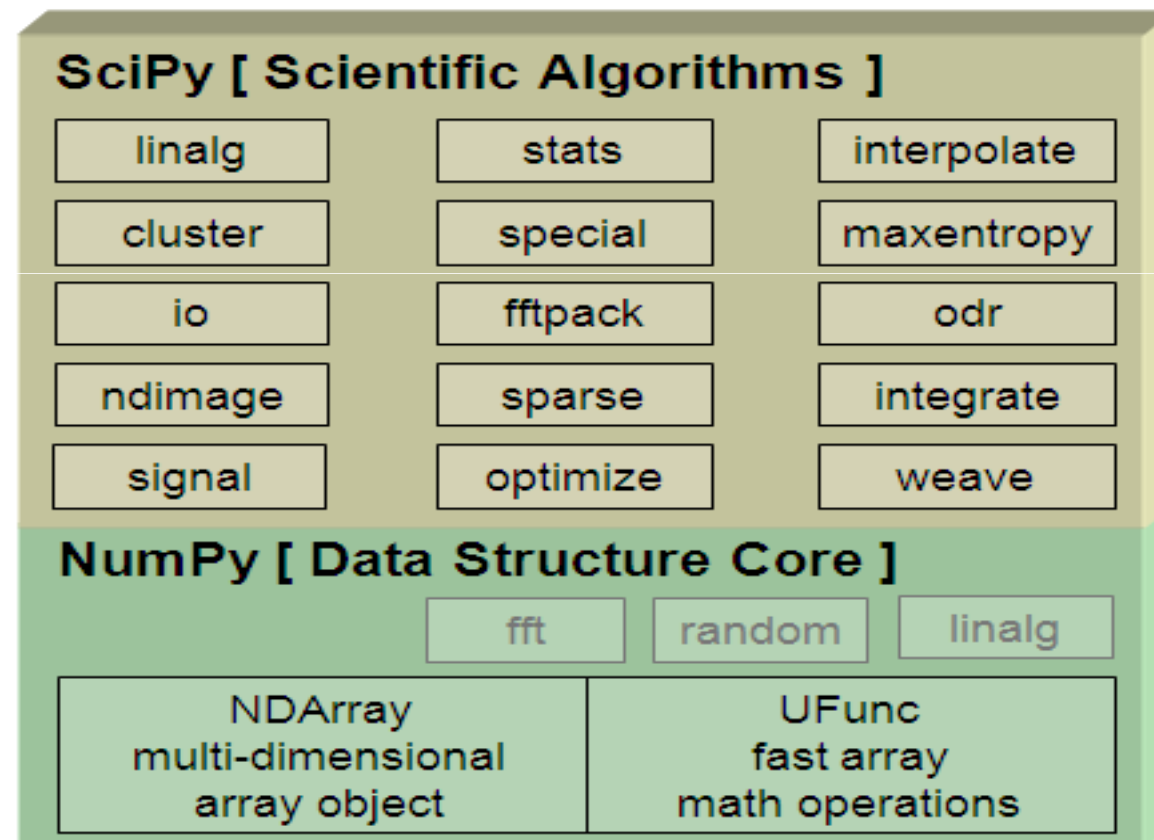 SciPy [ Scientific Algorithms ]
linalg stats interpolate
cluster special maxentropy
io fftpack odr
ndimage sparse integrate
signal optimize weave
NumPy [ Data Structure Core ]
fft random linalg
NDArray
multi-dimensional
array object
UFunc
fast array
math operations